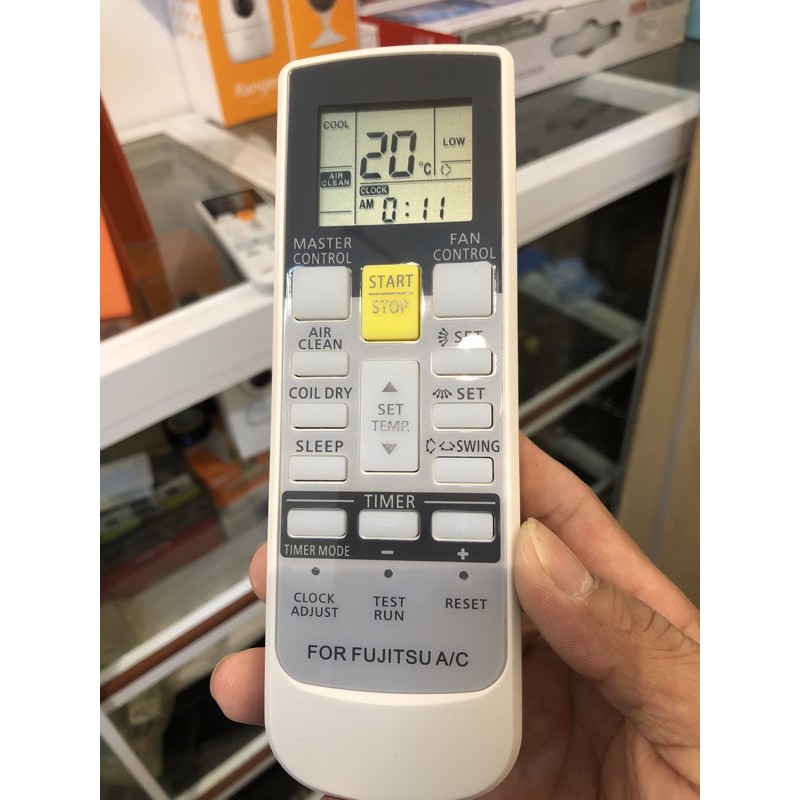 Range
COOL
20 °C
LOW
AIR
CLEAN
CLOCK
AM 0:11
MASTER
CONTROL
FAN
CONTROL
START
STOP
AIR
CLEAN
SET
COIL DRY
SET
TEMP.
SET
SLEEP
SWING
TIMER
TIMER MODE
-
+
CLOCK
ADJUST
TEST
RUN
RESET
FOR FUJITSU A/C